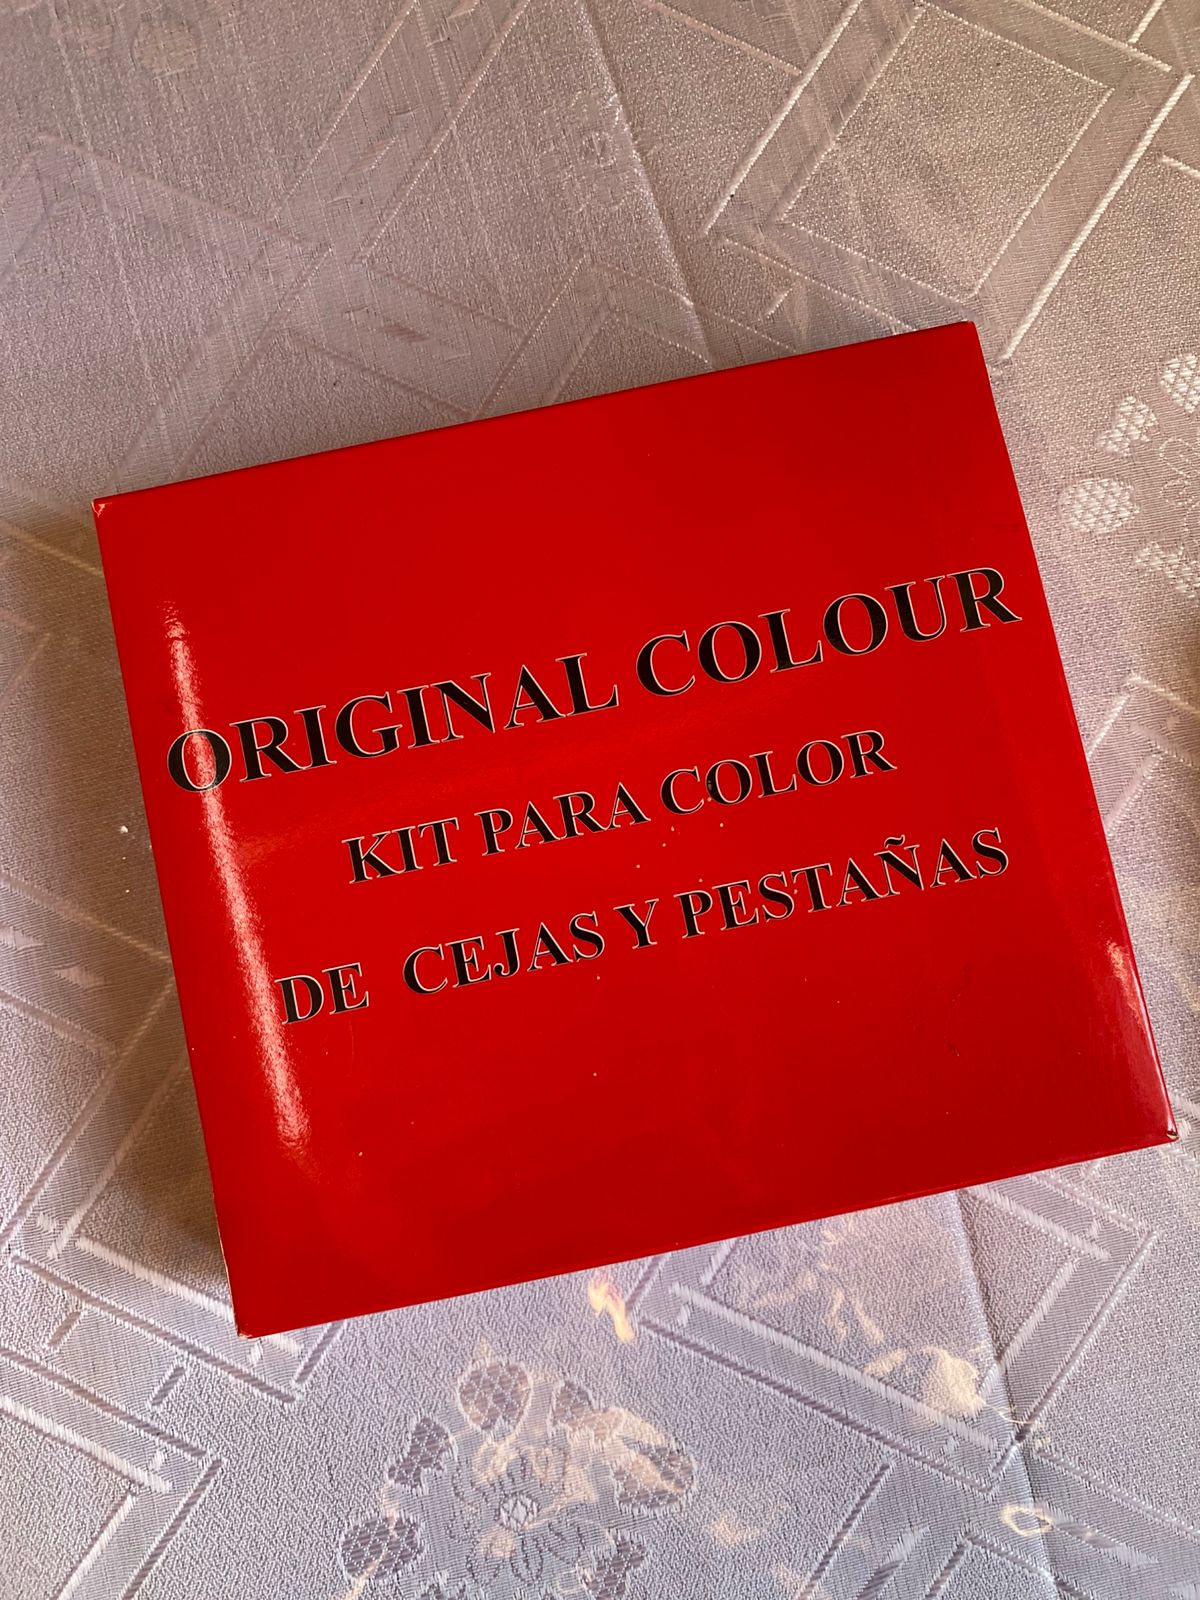 ORIGINAL COLOUR
KIT PARA COLOR
DE CEJAS Y PESTAÑAS